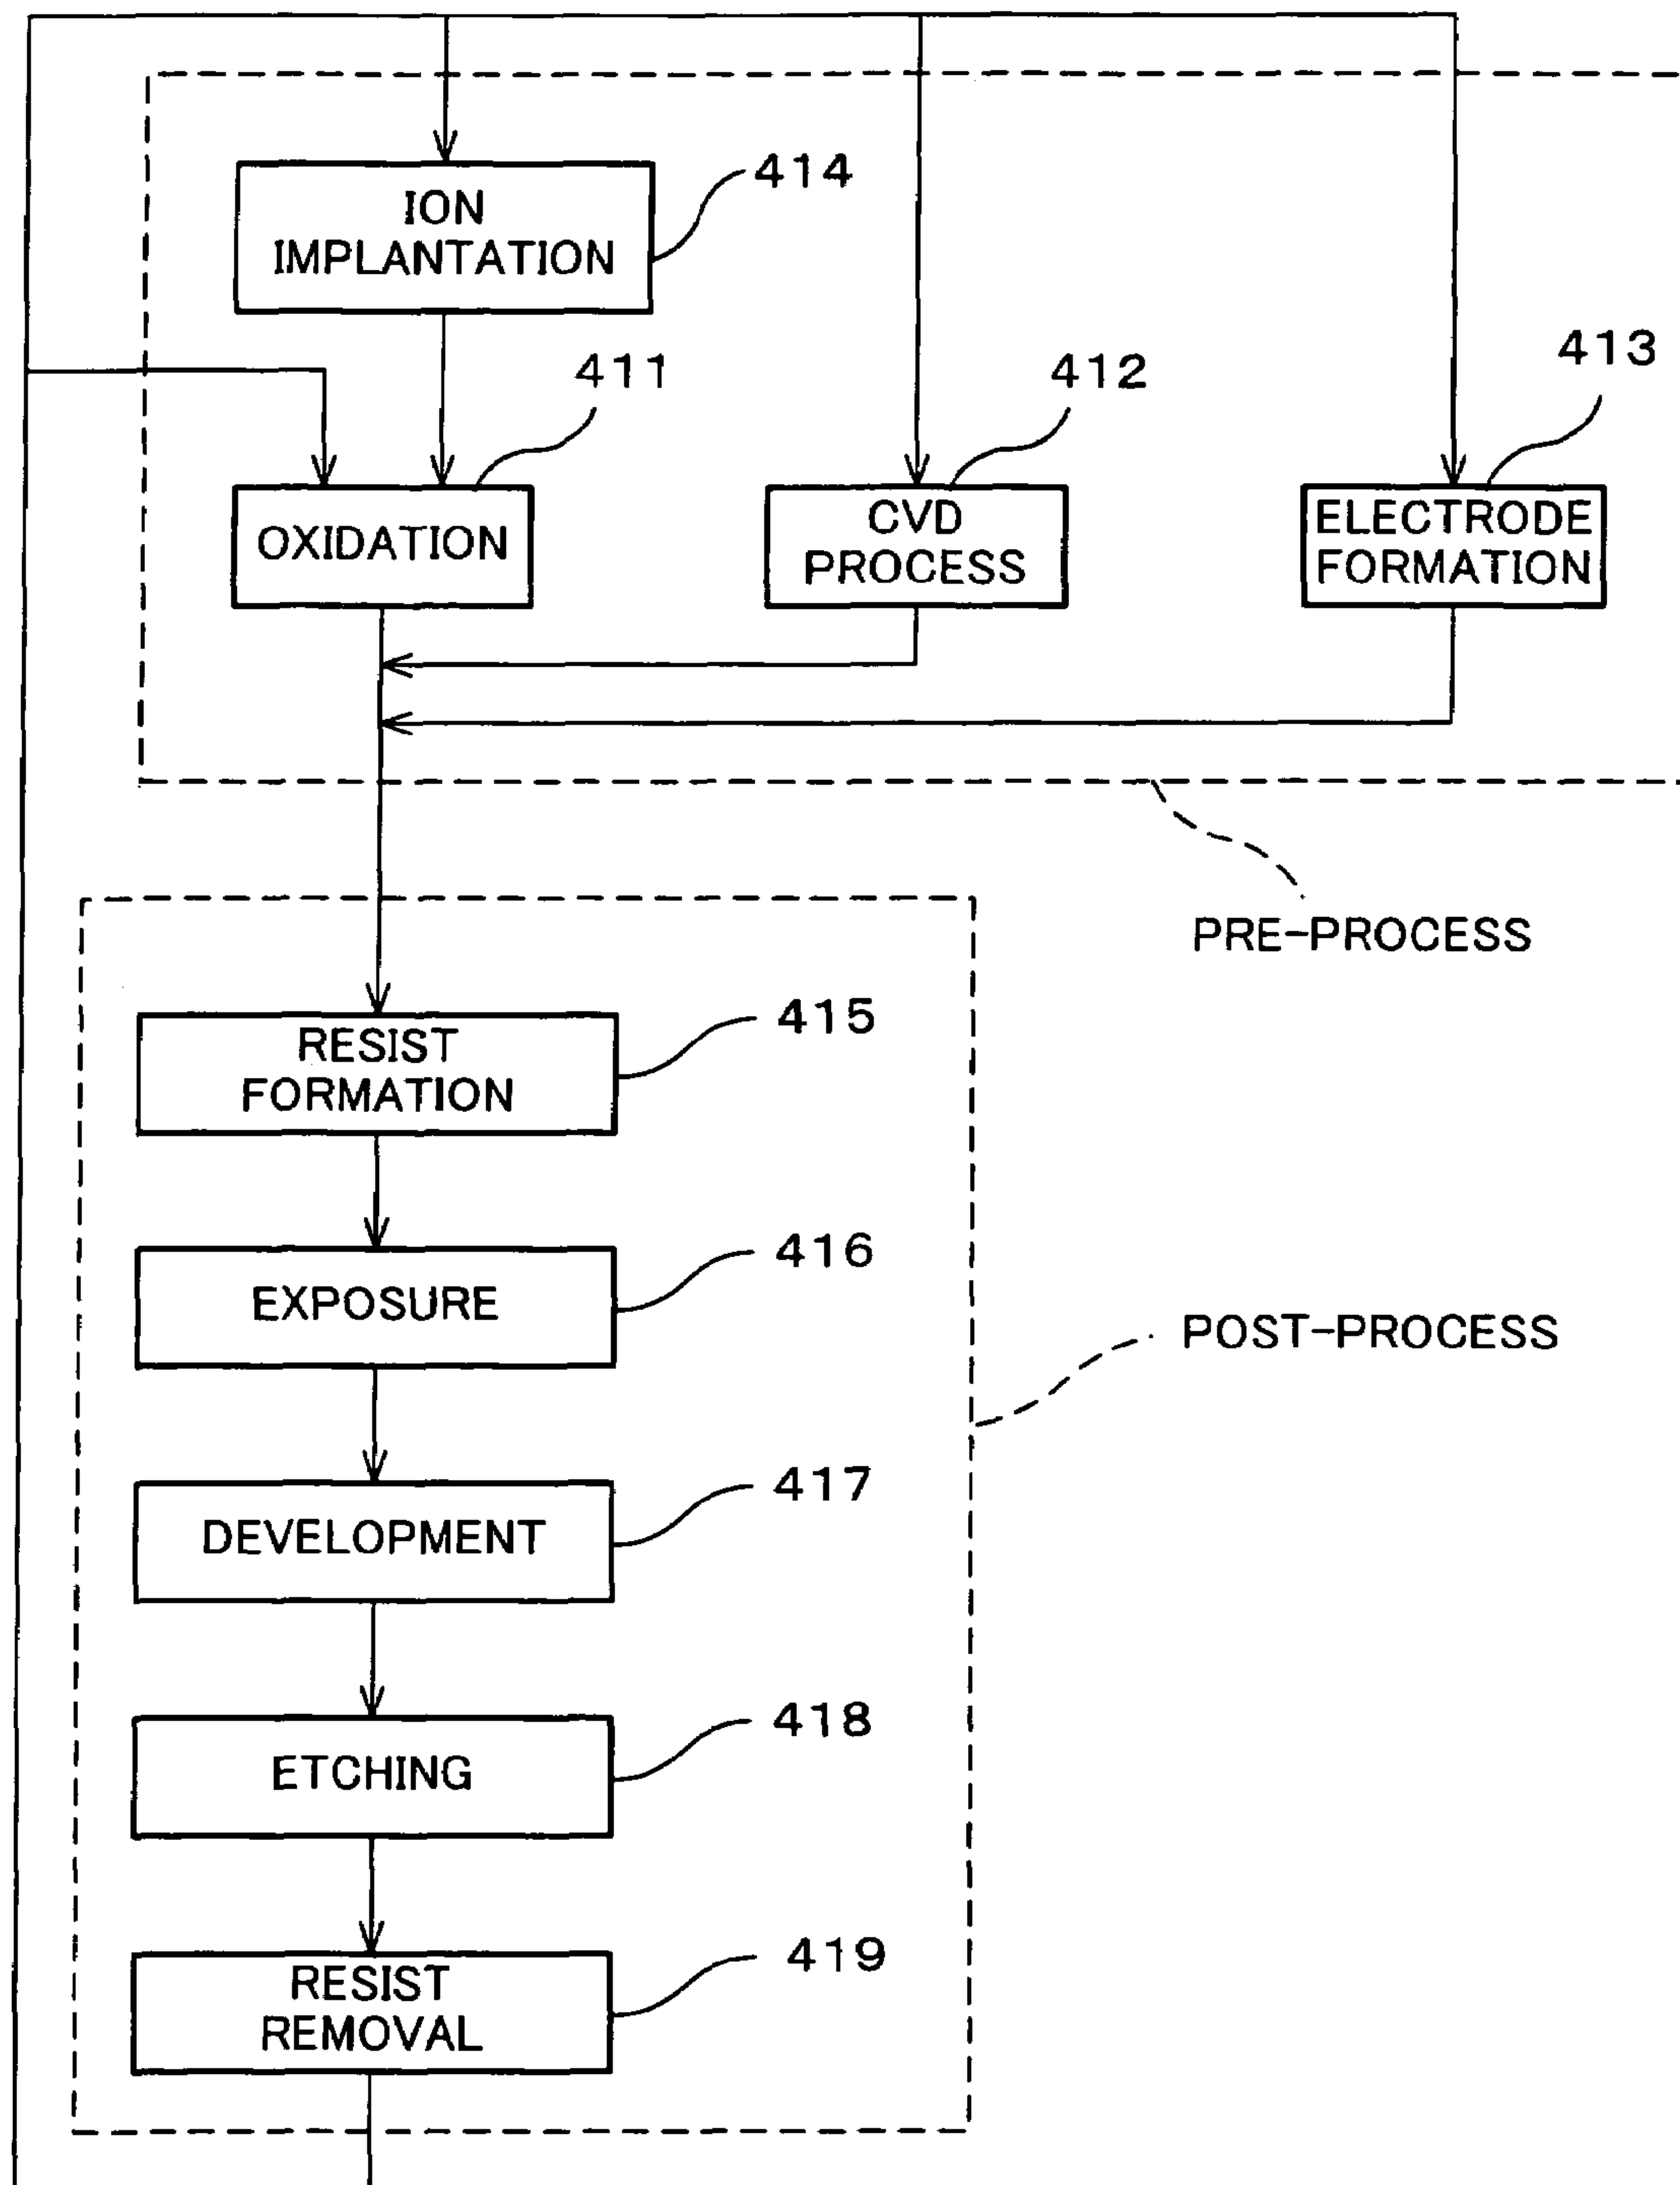 414
ION
IMPLANTATION
411
412
413
OXIDATION
CVD
PROCESS
ELECTRODE
FORMATION
PRE-PROCESS
415
RESIST
FORMATION
416
EXPOSURE
POST-PROCESS
417
DEVELOPMENT
418
ETCHING
419
RESIST
REMOVAL